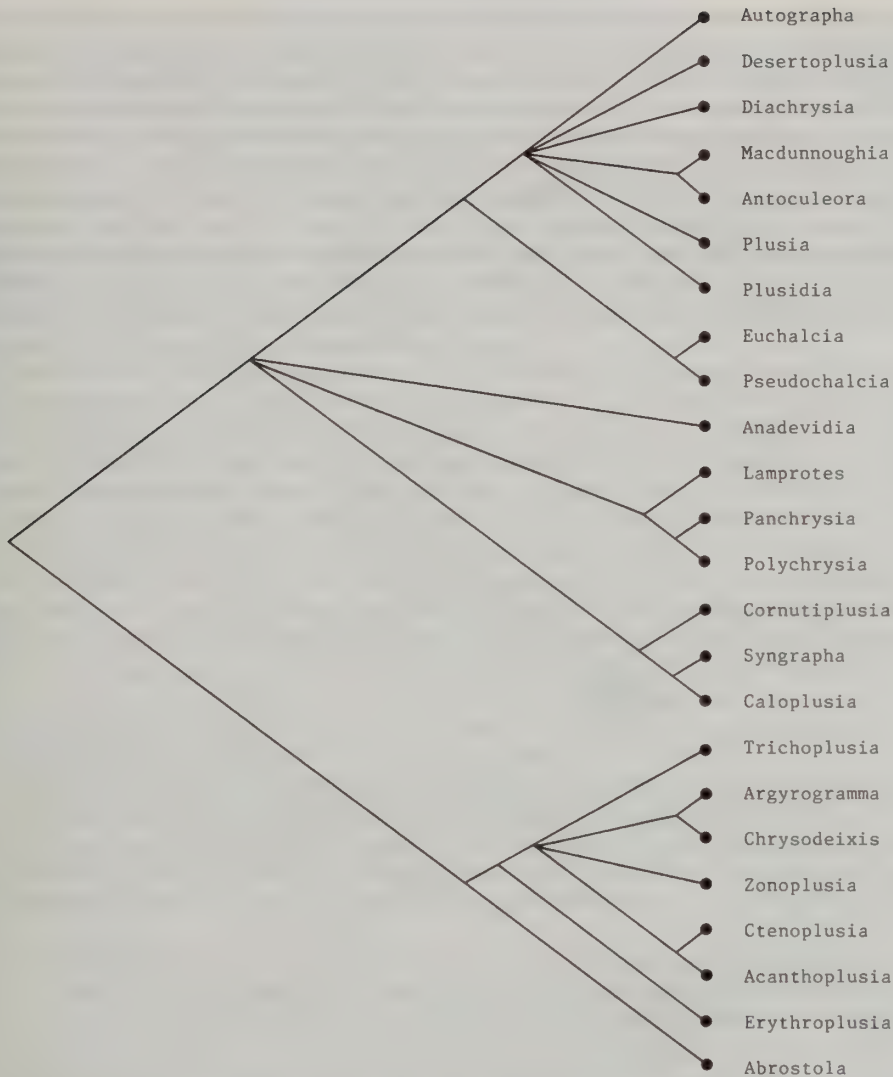 Autographa
Desertoplusia
Diachrysia
Macdunnoughia
Antoculeora
Plusia
Plusidia
Euchalcia
Pseudochalcia
Anadevidia
Lamprotes
Panchrysia
Polychrysia
Cornutiplusia
Syngrapha
Caloplusia
Trichoplusia
Argyrogramma
Chrysodeixis
Zonoplusia
Ctenoplusia
Acanthoplusia
Erythroplusia
Abrostola